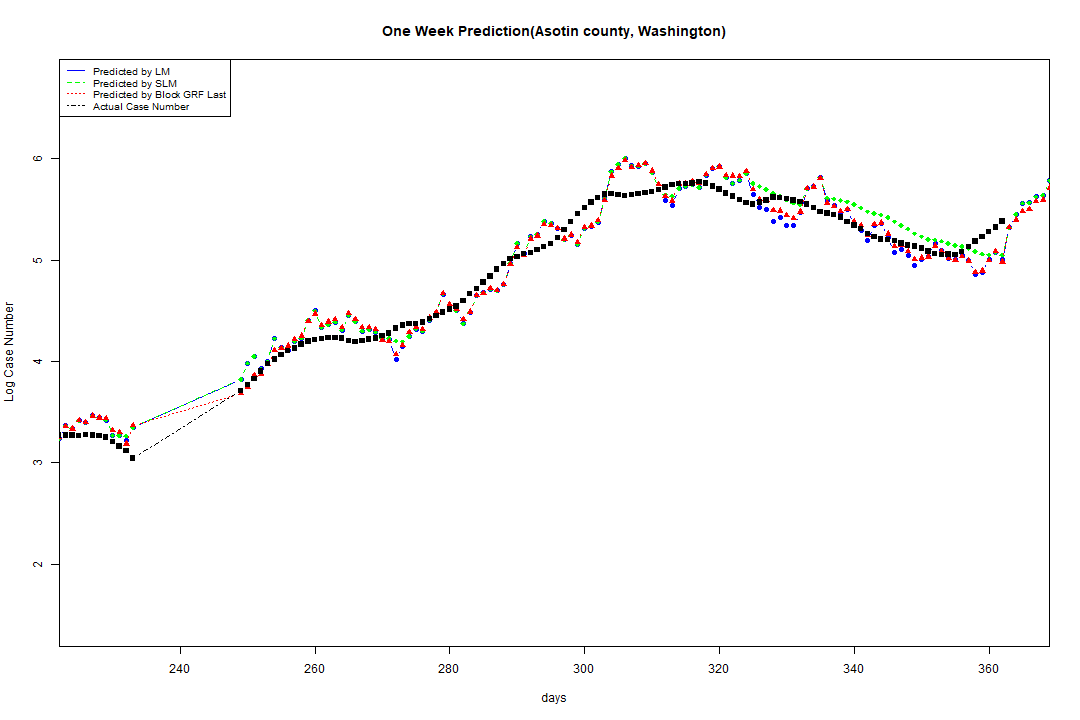 One Week Prediction(Asotin county, Washington)
Predicted by LM
Predicted by SLM
Predicted by Block GRF Last
Actual Case Number
6
5
4
3
2
Log Case Number
240 260 280 300 320 340 360
days